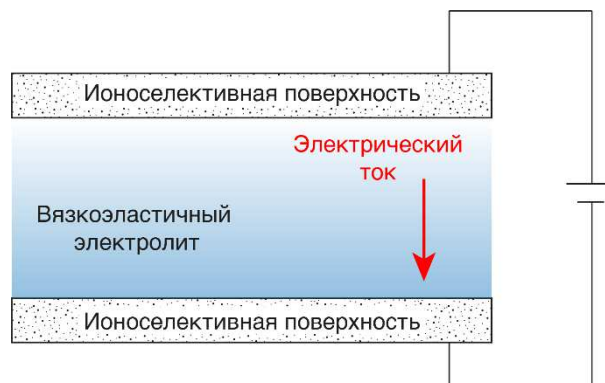 Ионоселективная поверхность
Электрический
ток
Вязкоэластичный
электролит
Ионоселективная поверхность